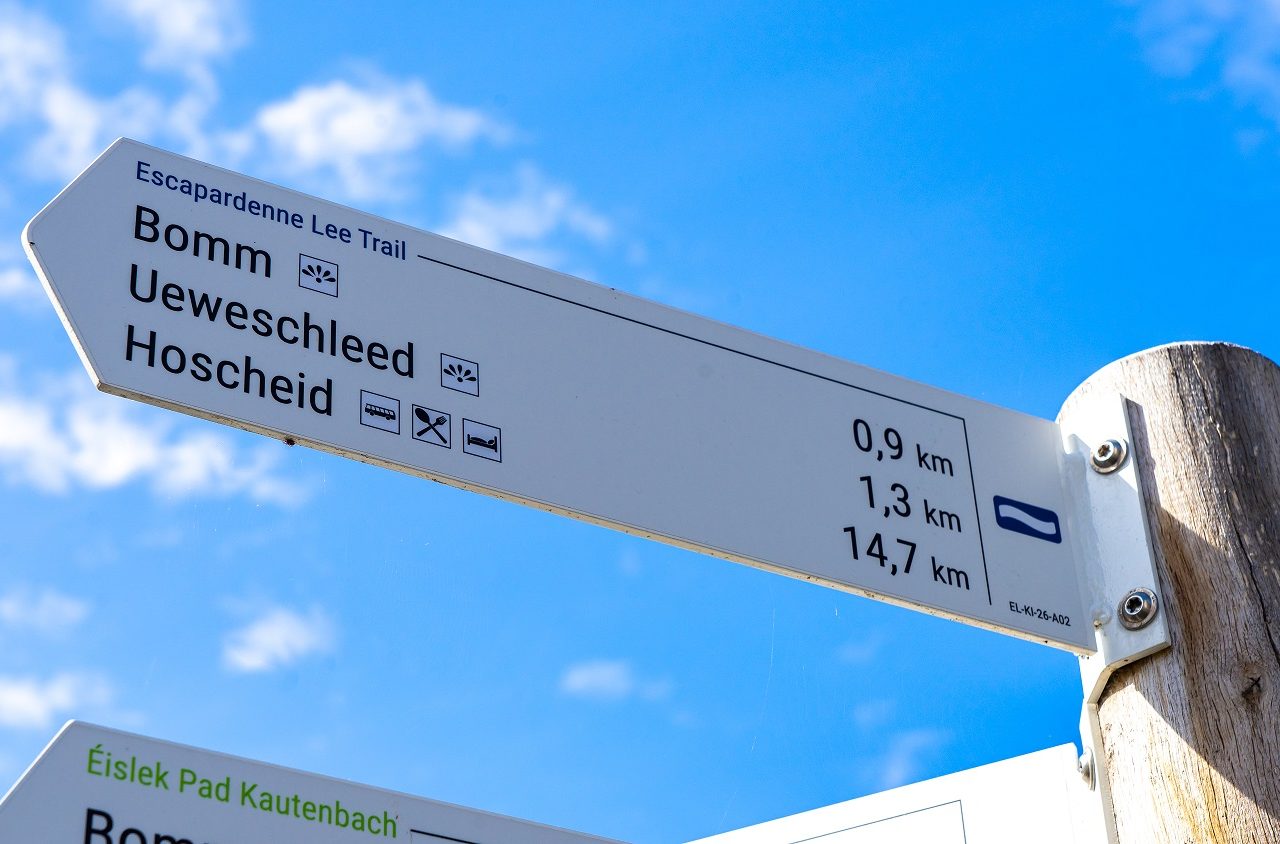 Escapardenne Lee Trail
Bomm 0,9 km
Ueweschleed 1,3 km
Hoscheid 14,7 km
EL-KI-26-A02
Éislek Pad Kautenbach